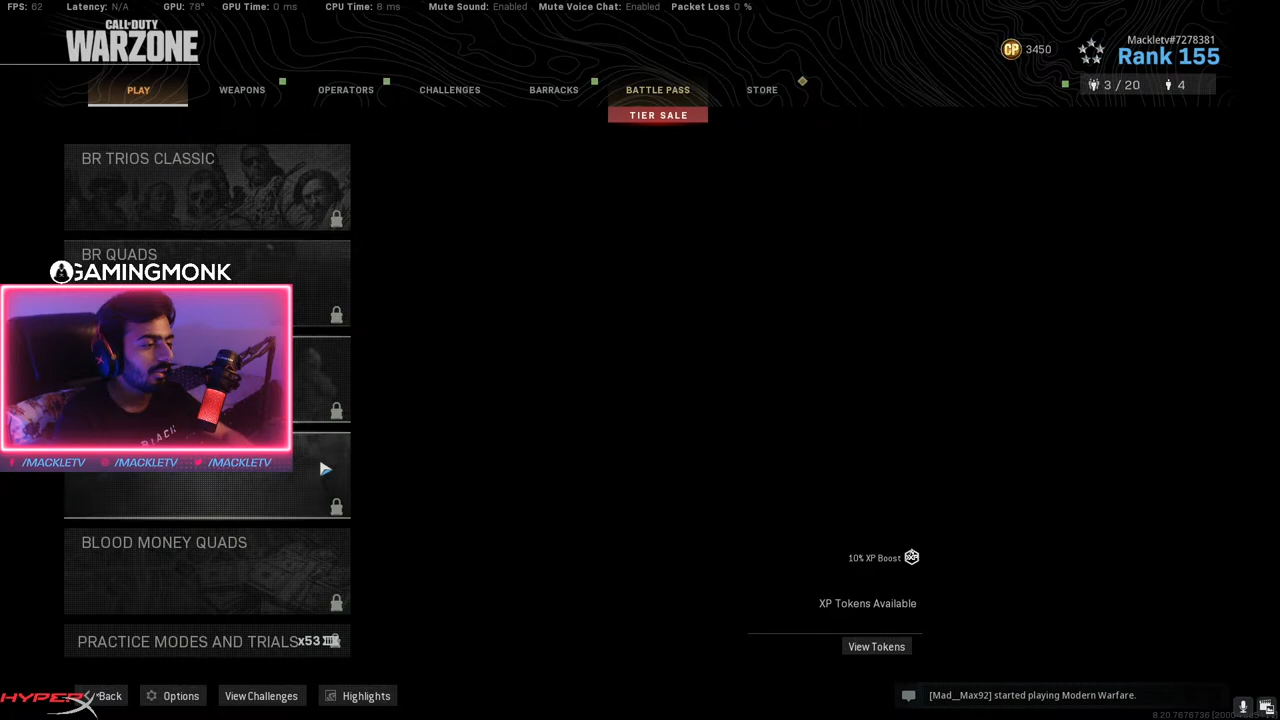 FPS: 62 Latency: N/A GPU: 78° GPU Time: 0 ms CPU Time: 8 ms Mute Sound: Enabled Mute Voice Chat: Enabled Packet Loss 0 %
CALL OF DUTY
WARZONE
CP 3450
Mackletv#7278381
Rank 155
3 / 20 4
PLAY WEAPONS OPERATORS CHALLENGES BARRACKS BATTLE PASS STORE
TIER SALE
BR TRIOS CLASSIC
BR QUADS
GAMINGMONK
BLACK
/MACKLETV /MACKLETV /MACKLETV
BLOOD MONEY QUADS
10% XP Boost
XP Tokens Available
PRACTICE MODES AND TRIALS x53
View Tokens
HYPERX
Back Options View Challenges Highlights
[Mad__Max92] started playing Modern Warfare.